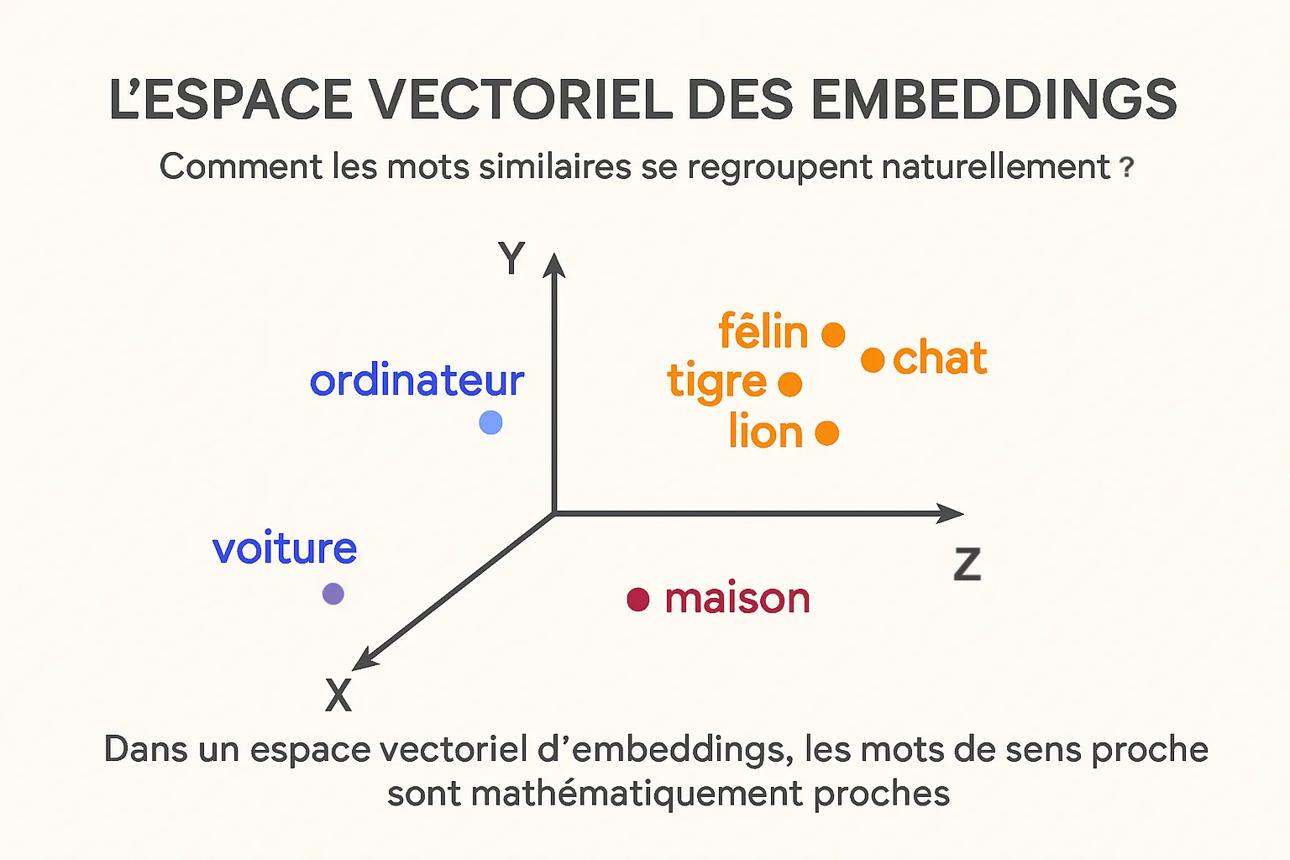 L'ESPACE VECTORIEL DES EMBEDDINGS
Comment les mots similaires se regroupent naturellement ?
Y
fêlin
chat
ordinateur
tigre
lion
voiture
Z
maison
X
Dans un espace vectoriel d'embeddings, les mots de sens proche
sont mathématiquement proches